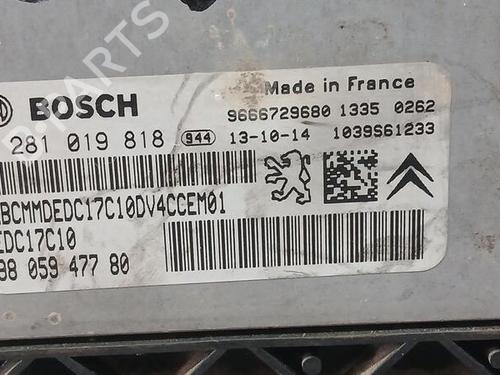 BOSCH
Made in France
9666729680 1335 0262
281 019 818 944 13-10-14 1039S61233
BCMMDEDC17C10DV4CCEM01
EDC17C10
98 059 477 80
B-PARTS